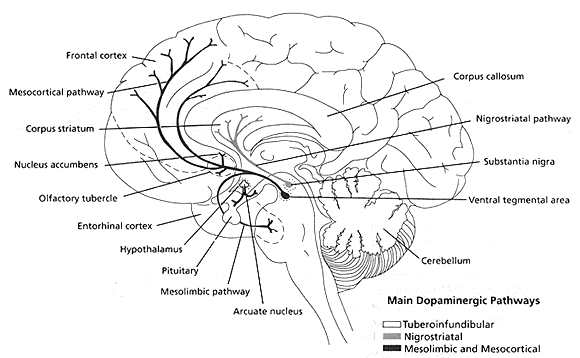 Frontal cortex
Mesocortical pathway
Corpus striatum
Nucleus accumbens
Olfactory tubercle
Entorhinal cortex
Hypothalamus
Pituitary
Mesolimbic pathway
Arcuate nucleus
Corpus callosum
Nigrostriatal pathway
Substantia nigra
Ventral tegmental area
Cerebellum
Main Dopaminergic Pathways
Tuberoinfundibular
Nigrostriatal
Mesolimbic and Mesocortical